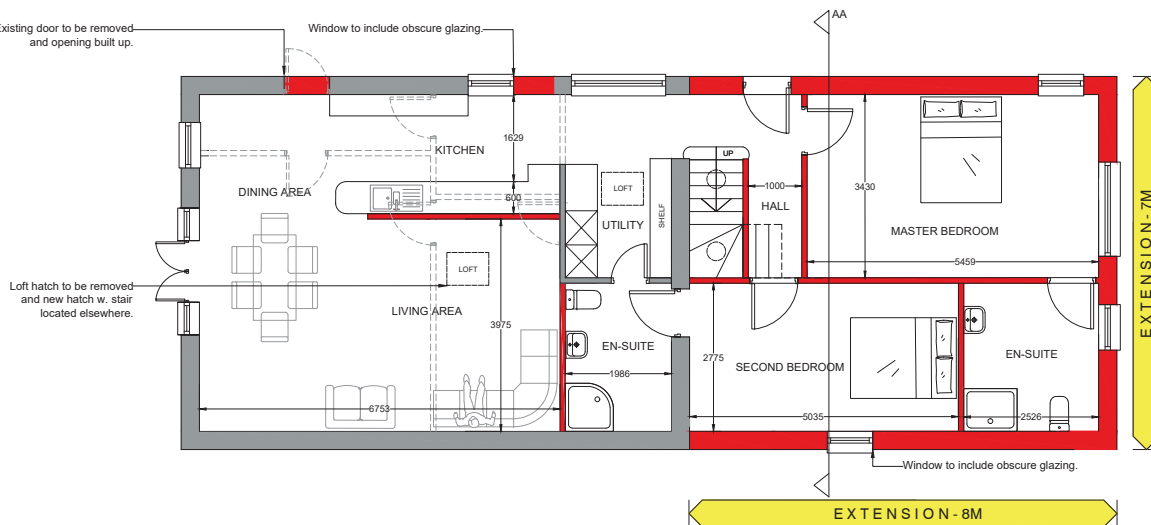 Existing door to be removed
and opening built up.
Window to include obscure glazing.
AA
1629
KITCHEN
UP
3430
DINING AREA
600
LOFT
1000
HALL
UTILITY
SHELF
MASTER BEDROOM
5459
EXTENSION-7M
LOFT
Loft hatch to be removed
and new hatch w. stair
located elsewhere.
LIVING AREA
3975
EN-SUITE
2775
EN-SUITE
SECOND BEDROOM
1986
6753
5035
2526
Window to include obscure glazing.
EXTENSION-8M